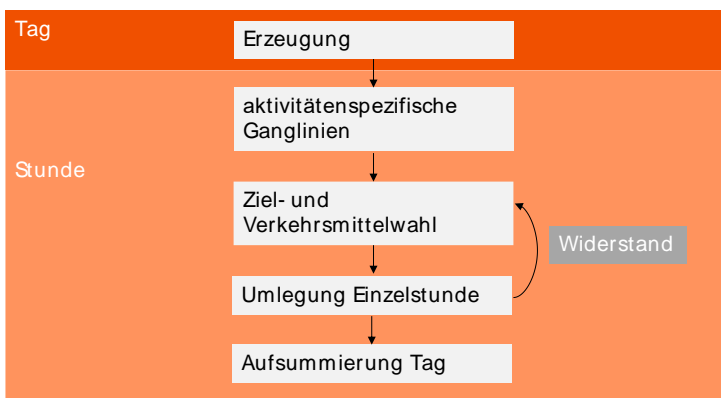 Tag
Erzeugung
aktivitätenspezifische
Ganglinien
Stunde
Ziel- und
Verkehrsmittelwahl
Widerstand
Umlegung Einzelstunde
Aufsummierung Tag